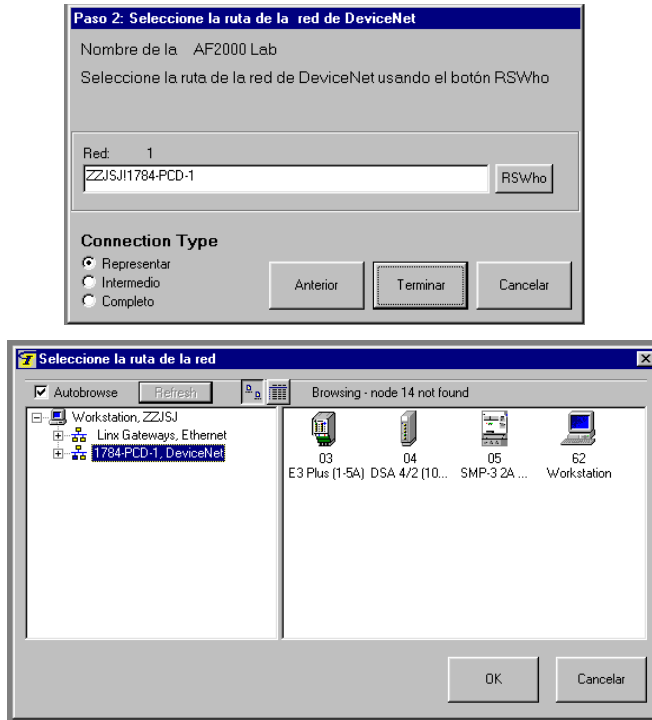 Paso 2: Seleccione la ruta de la red de DeviceNet
Nombre de la AF2000 Lab
Seleccione la ruta de la red de DeviceNet usando el botón RSWho
Red: 1
ZZJSJ!1784-PCD-1
RSWho
Connection Type
Representar
Intermedio
Completo
Anterior
Terminar
Cancelar
Seleccione la ruta de la red
Autobrowse
Refresh
Browsing - node 14 not found
Workstation, ZZJSJ
Linx Gateways, Ethernet
1784-PCD-1, DeviceNet
03
E3 Plus (1-5A)
04
DSA 4/2 (10...
05
SMP-3 2A ...
62
Workstation
OK
Cancelar